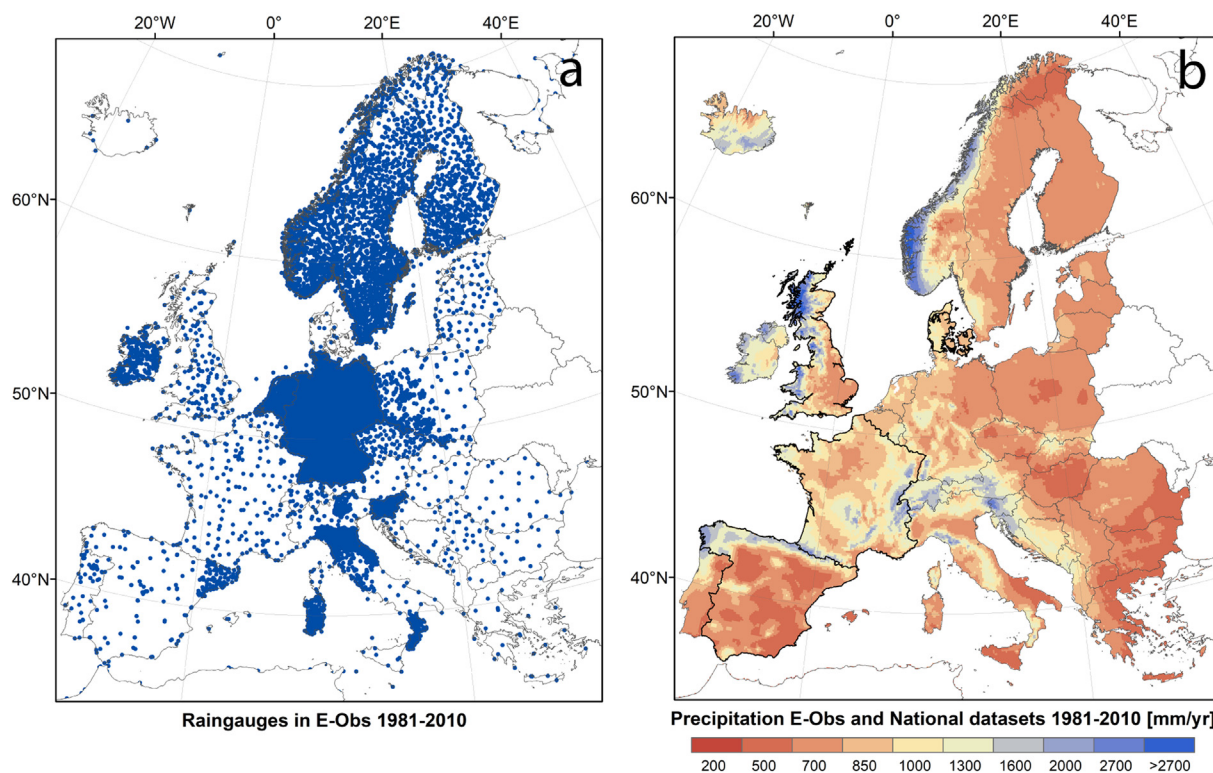 20°W 0° 20°E 40°E
a
60°N
50°N
40°N
Raingauges in E-Obs 1981-2010
20°W 0° 20°E 40°E
b
60°N
50°N
40°N
Precipitation E-Obs and National datasets 1981-2010 [mm/yr]
200 500 700 850 1000 1300 1600 2000 2700 >2700